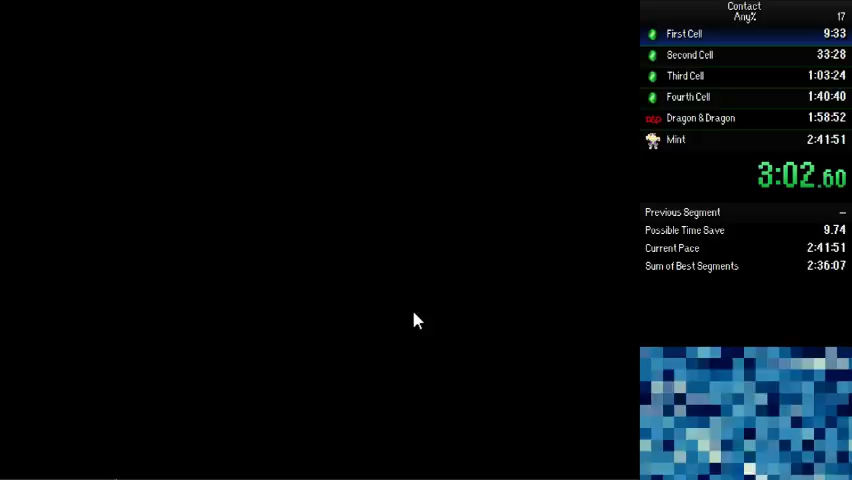 Contact
Any% 17
First Cell 9:33
Second Cell 33:28
Third Cell 1:03:24
Fourth Cell 1:40:40
D&D Dragon & Dragon 1:58:52
Mint 2:41:51
3:02.60
Previous Segment –
Possible Time Save 9.74
Current Pace 2:41:51
Sum of Best Segments 2:36:07